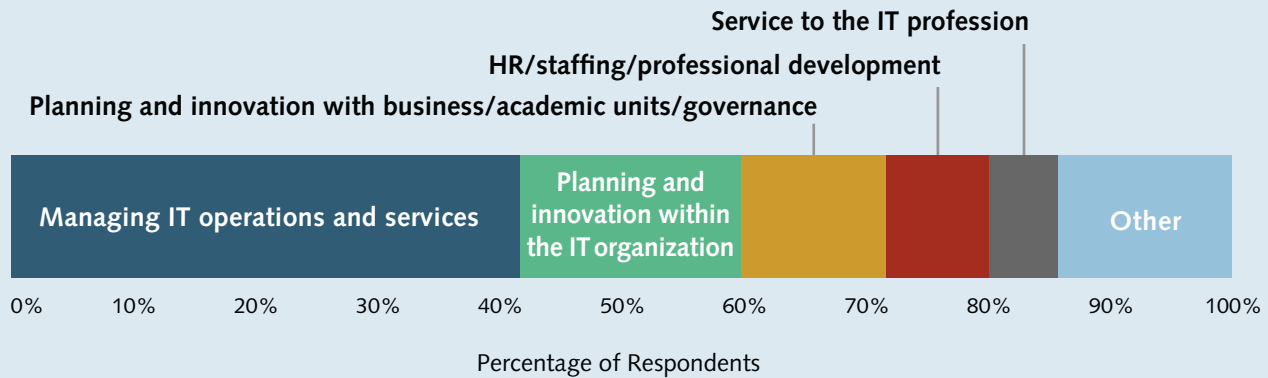 Service to the IT profession
HR/staffing/professional development
Planning and innovation with business/academic units/governance
Managing IT operations and services
Planning and
innovation within
the IT organization
Other
0% 10% 20% 30% 40% 50% 60% 70% 80% 90% 100%
Percentage of Respondents